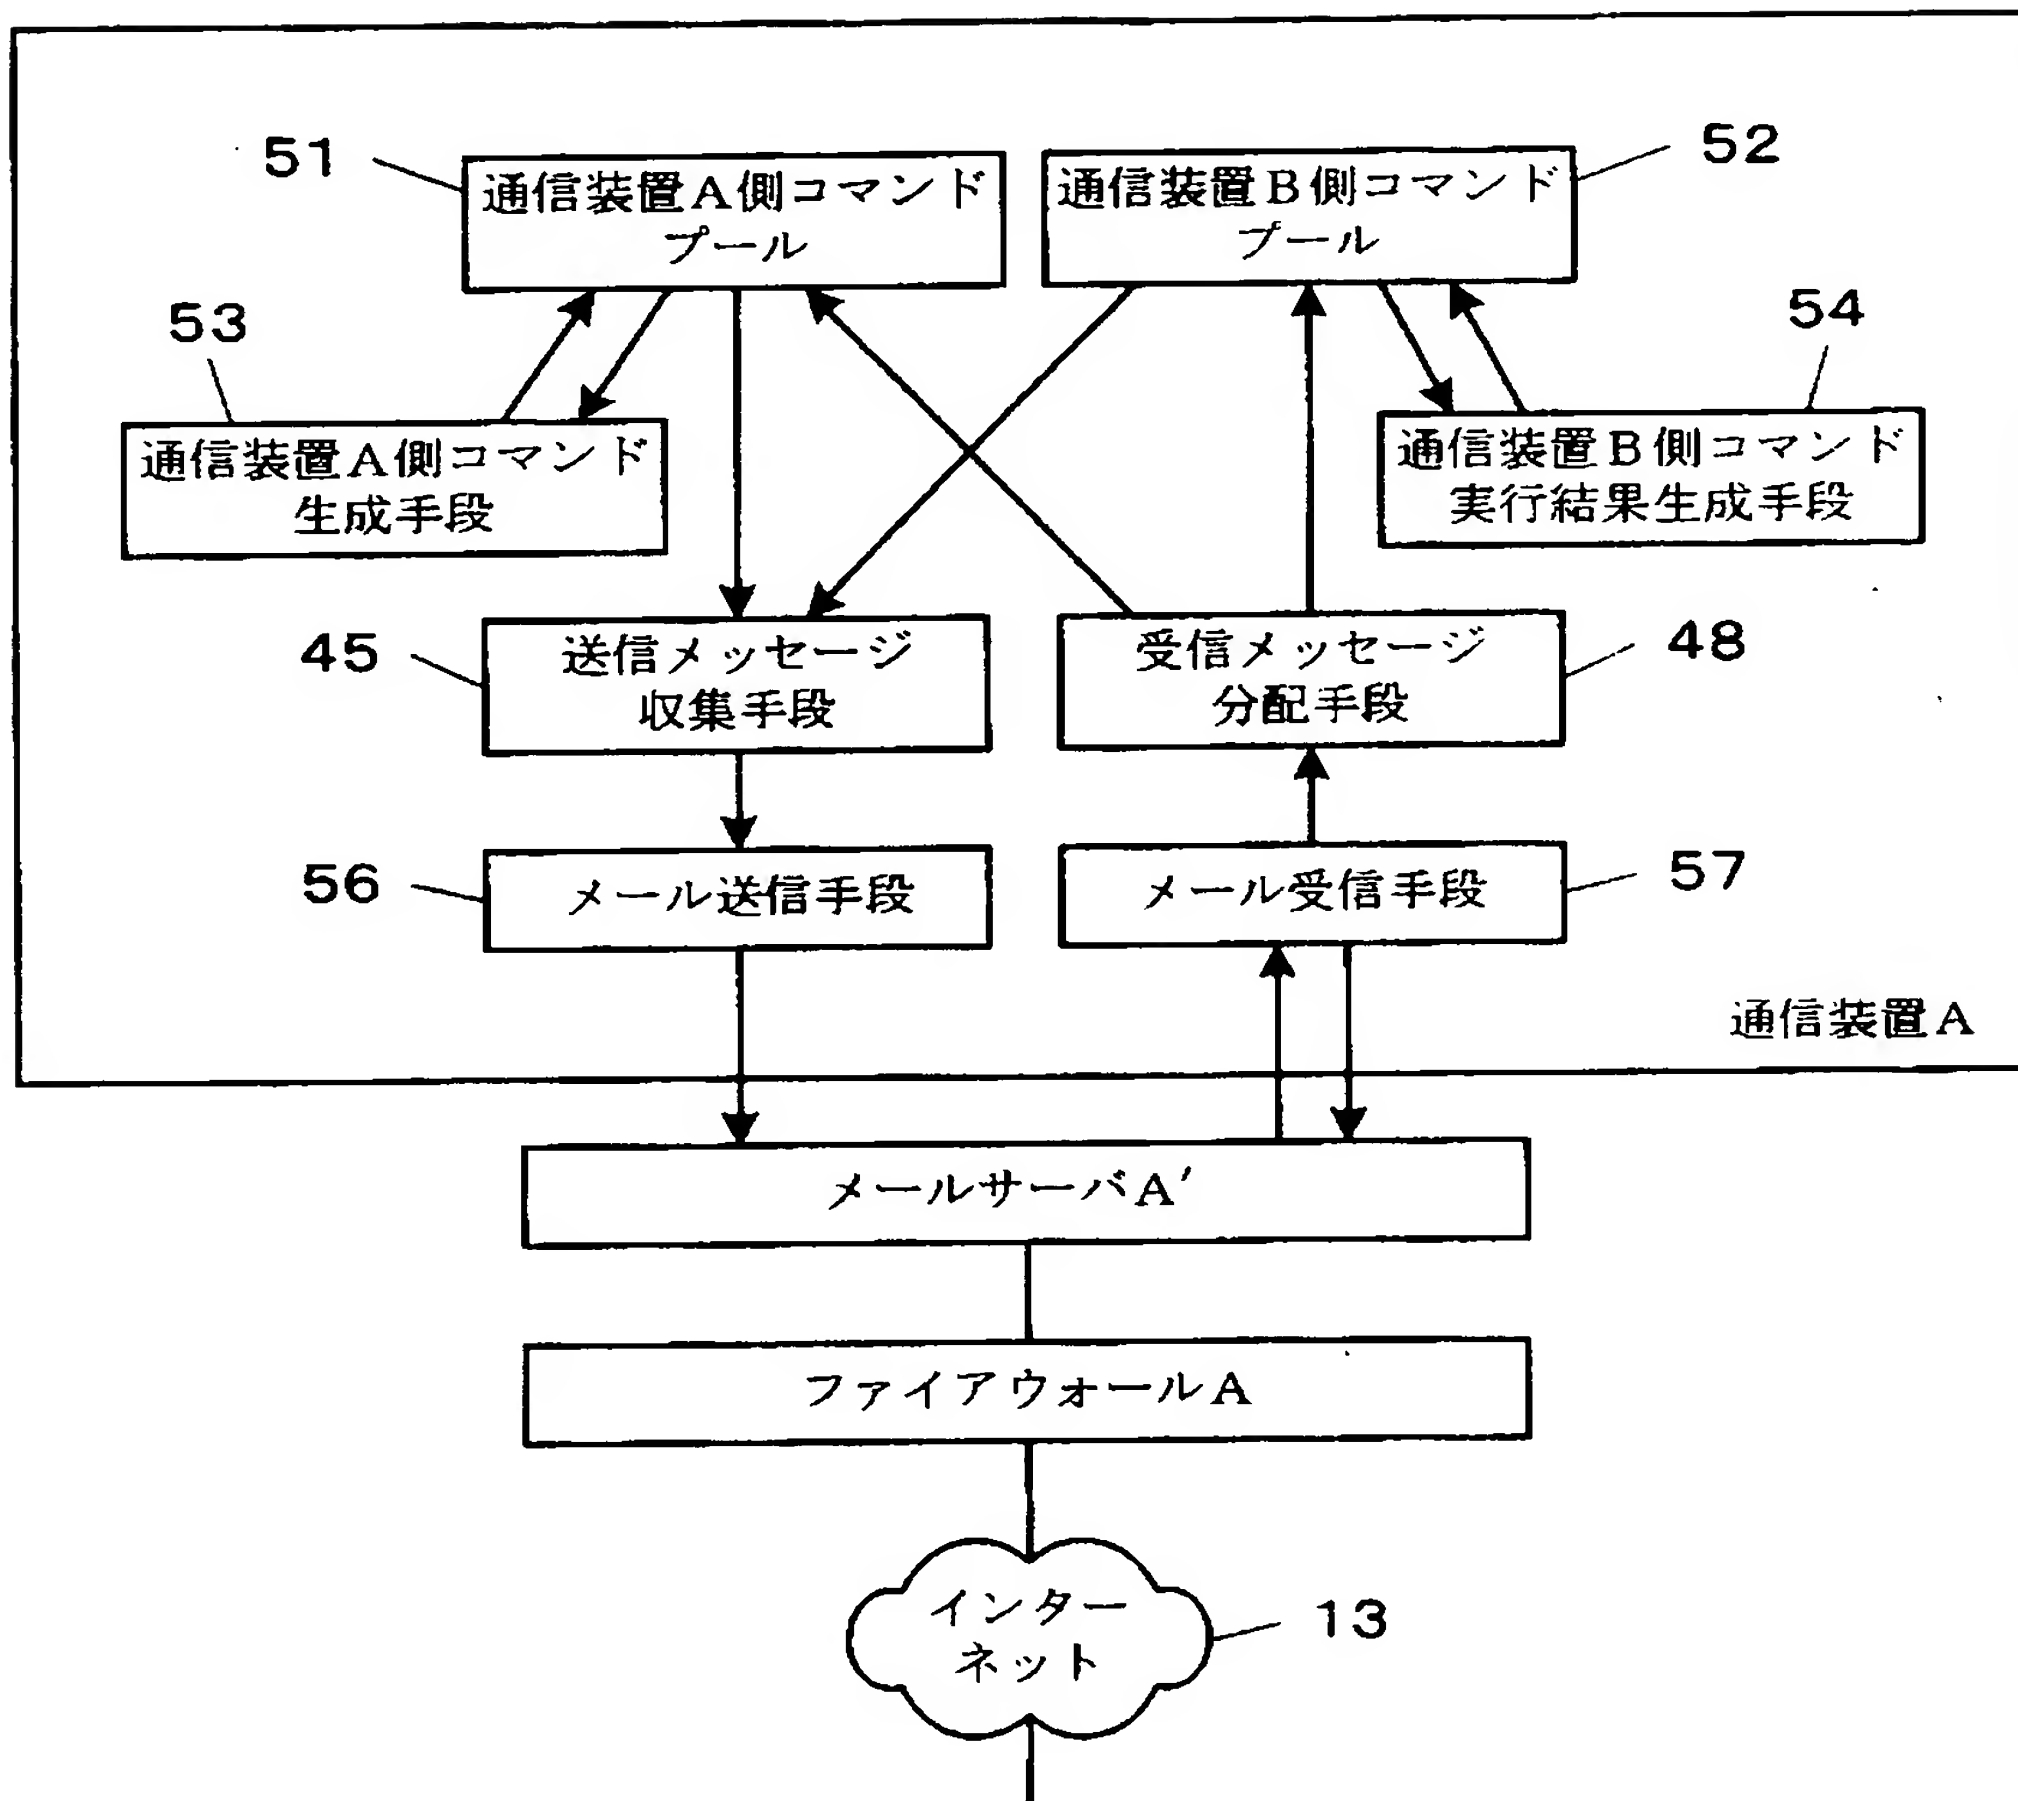 51
通信装置A側コマンド
プール
52
通信装置B側コマンド
プール
53
通信装置A側コマンド
生成手段
54
通信装置B側コマンド
実行結果生成手段
45
送信メッセージ
収集手段
48
受信メッセージ
分配手段
56
メール送信手段
57
メール受信手段
通信装置A
メールサーバA′
ファイアウォールA
インター
ネット
13